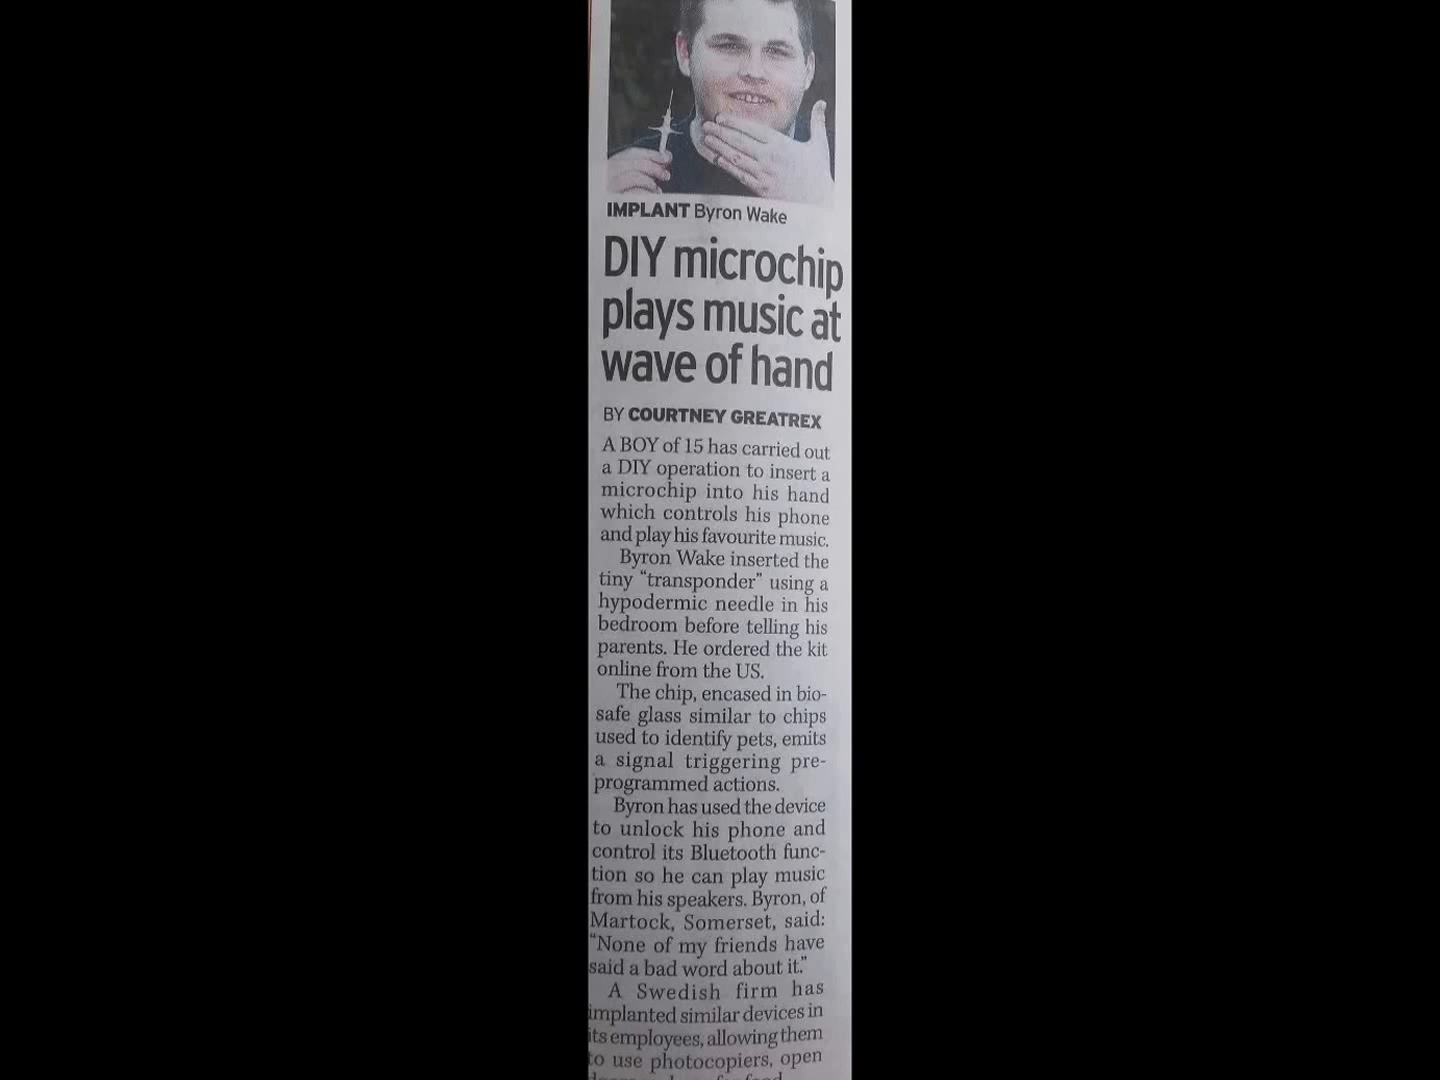 IMPLANT Byron Wake
DIY microchip
plays music at
wave of hand
BY COURTNEY GREATREX
A BOY of 15 has carried out
a DIY operation to insert a
microchip into his hand
which controls his phone
and play his favourite music.
Byron Wake inserted the
tiny “transponder” using a
hypodermic needle in his
bedroom before telling his
parents. He ordered the kit
online from the US.
The chip, encased in bio-
safe glass similar to chips
used to identify pets, emits
a signal triggering pre-
programmed actions.
Byron has used the device
to unlock his phone and
control its Bluetooth func-
tion so he can play music
from his speakers. Byron, of
Martock, Somerset, said:
“None of my friends have
said a bad word about it.”
A Swedish firm has
implanted similar devices in
its employees, allowing them
to use photocopiers, open